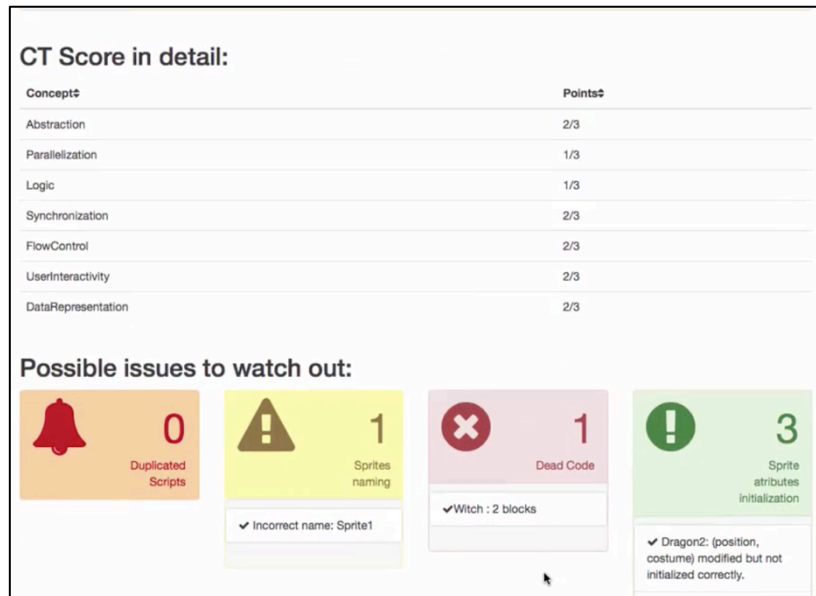 CT Score in detail:
Concept Points
Abstraction 2/3
Parallelization 1/3
Logic 1/3
Synchronization 2/3
FlowControl 2/3
UserInteractivity 2/3
DataRepresentation 2/3
Possible issues to watch out:
0
Duplicated
Scripts
1
Sprites
naming
✔ Incorrect name: Sprite1
1
Dead Code
✔Witch : 2 blocks
3
Sprite
atributes
initialization
✔ Dragon2: (position,
costume) modified but not
initialized correctly.